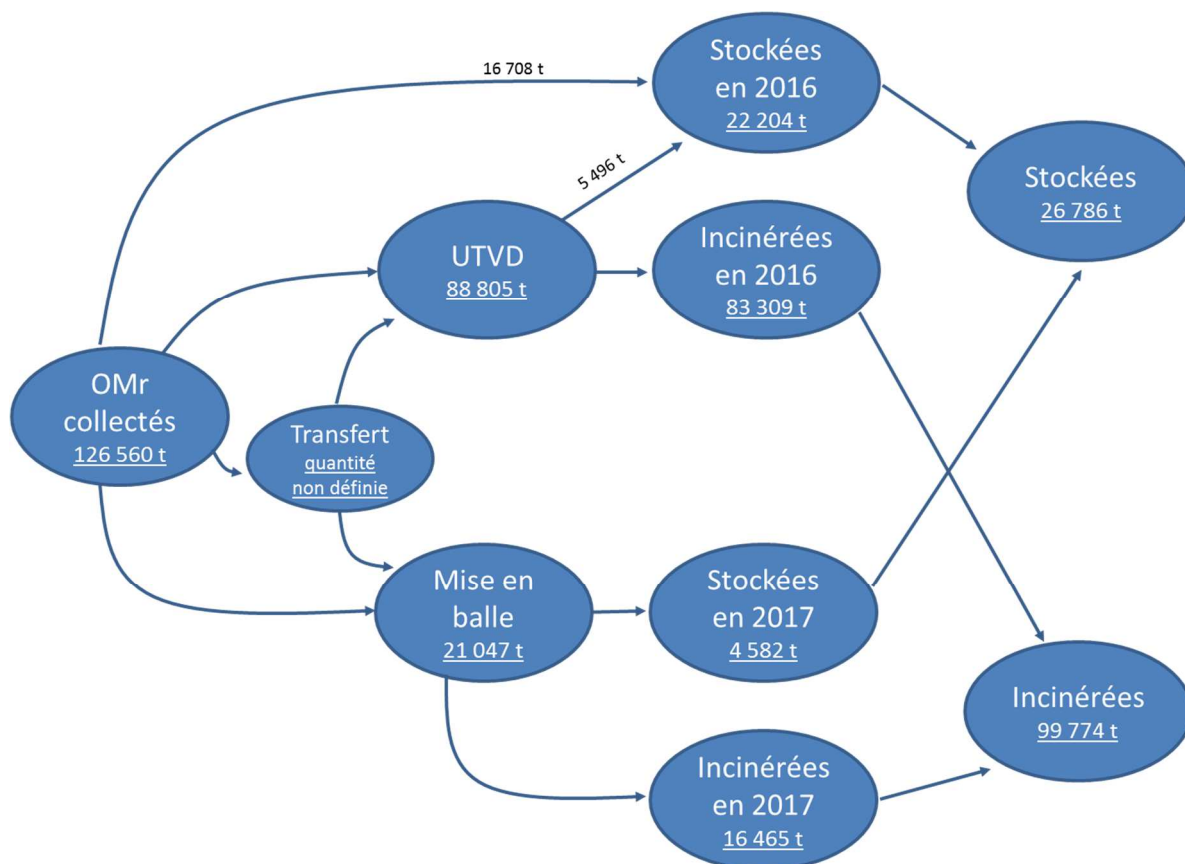 16 708 t
Stockées
en 2016
22 204 t
5 496 t
Stockées
26 786 t
UTVD
88 805 t
Incinérées
en 2016
83 309 t
OMr
collectés
126 560 t
Transfert
quantité
non définie
Mise en
balle
21 047 t
Stockées
en 2017
4 582 t
Incinérées
99 774 t
Incinérées
en 2017
16 465 t